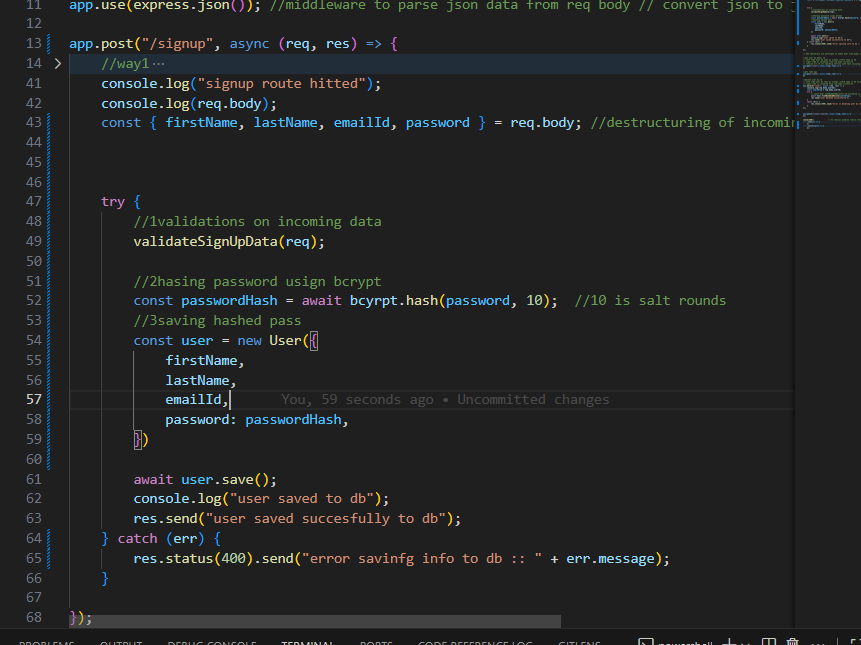 11 app.use(express.json()); //middleware to parse json data from req body // convert json to
12
13 app.post("/signup", async (req, res) => {
14 //way1 ...
41 console.log("signup route hitted");
42 console.log(req.body);
43 const { firstName, lastName, emailId, password } = req.body; //destructuring of incomin
44
45
46
47 try {
48 //1validations on incoming data
49 validateSignUpData(req);
50
51 //2hasing password usign bcrypt
52 const passwordHash = await bcyrpt.hash(password, 10); //10 is salt rounds
53 //3saving hashed pass
54 const user = new User({
55 firstName,
56 lastName,
57 emailId, You, 59 seconds ago • Uncommitted changes
58 password: passwordHash,
59 })
60
61 await user.save();
62 console.log("user saved to db");
63 res.send("user saved succesfully to db");
64 } catch (err) {
65 res.status(400).send("error savinfg info to db :: " + err.message);
66 }
67
68 });
PROBLEMS OUTPUT DEBUG CONSOLE TERMINAL PORTS CODE REFERENCE LOG GITLENS powershell